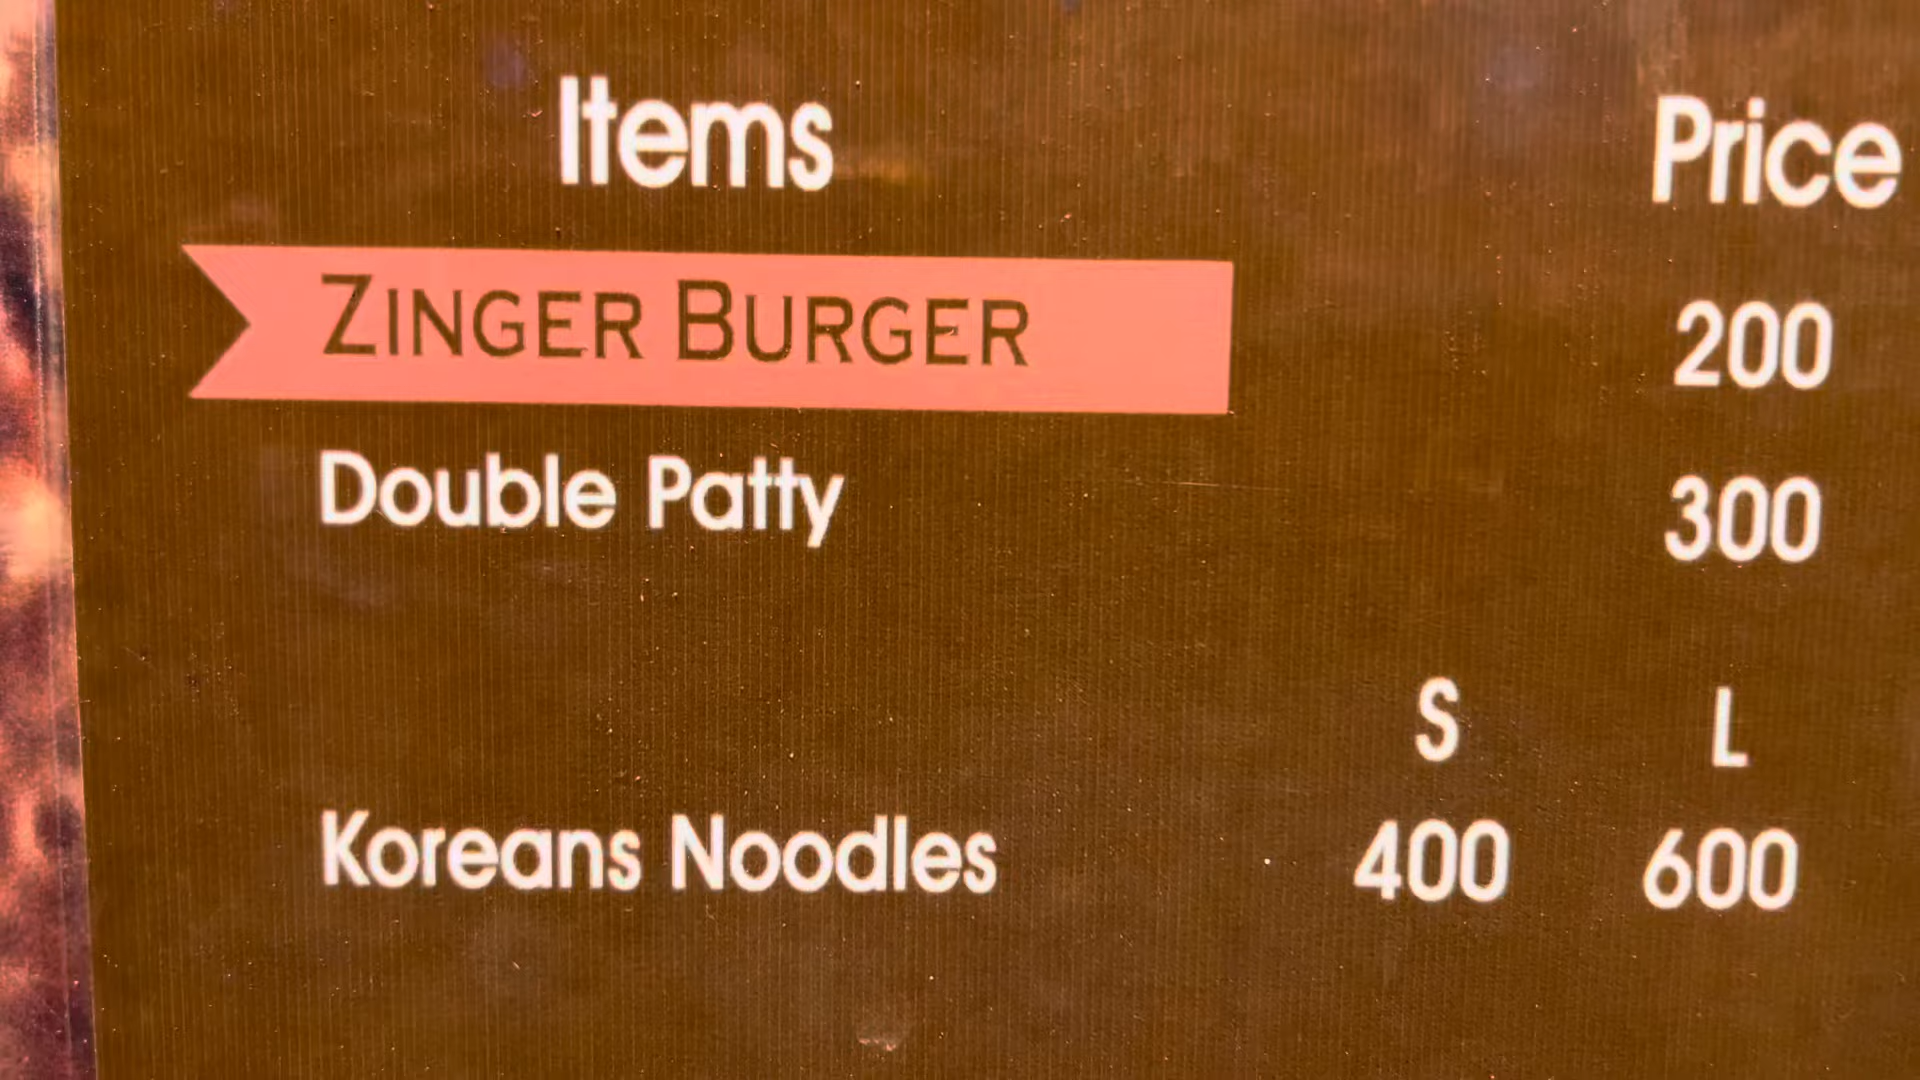 Items Price
ZINGER BURGER 200
Double Patty 300
S L
Koreans Noodles 400 600